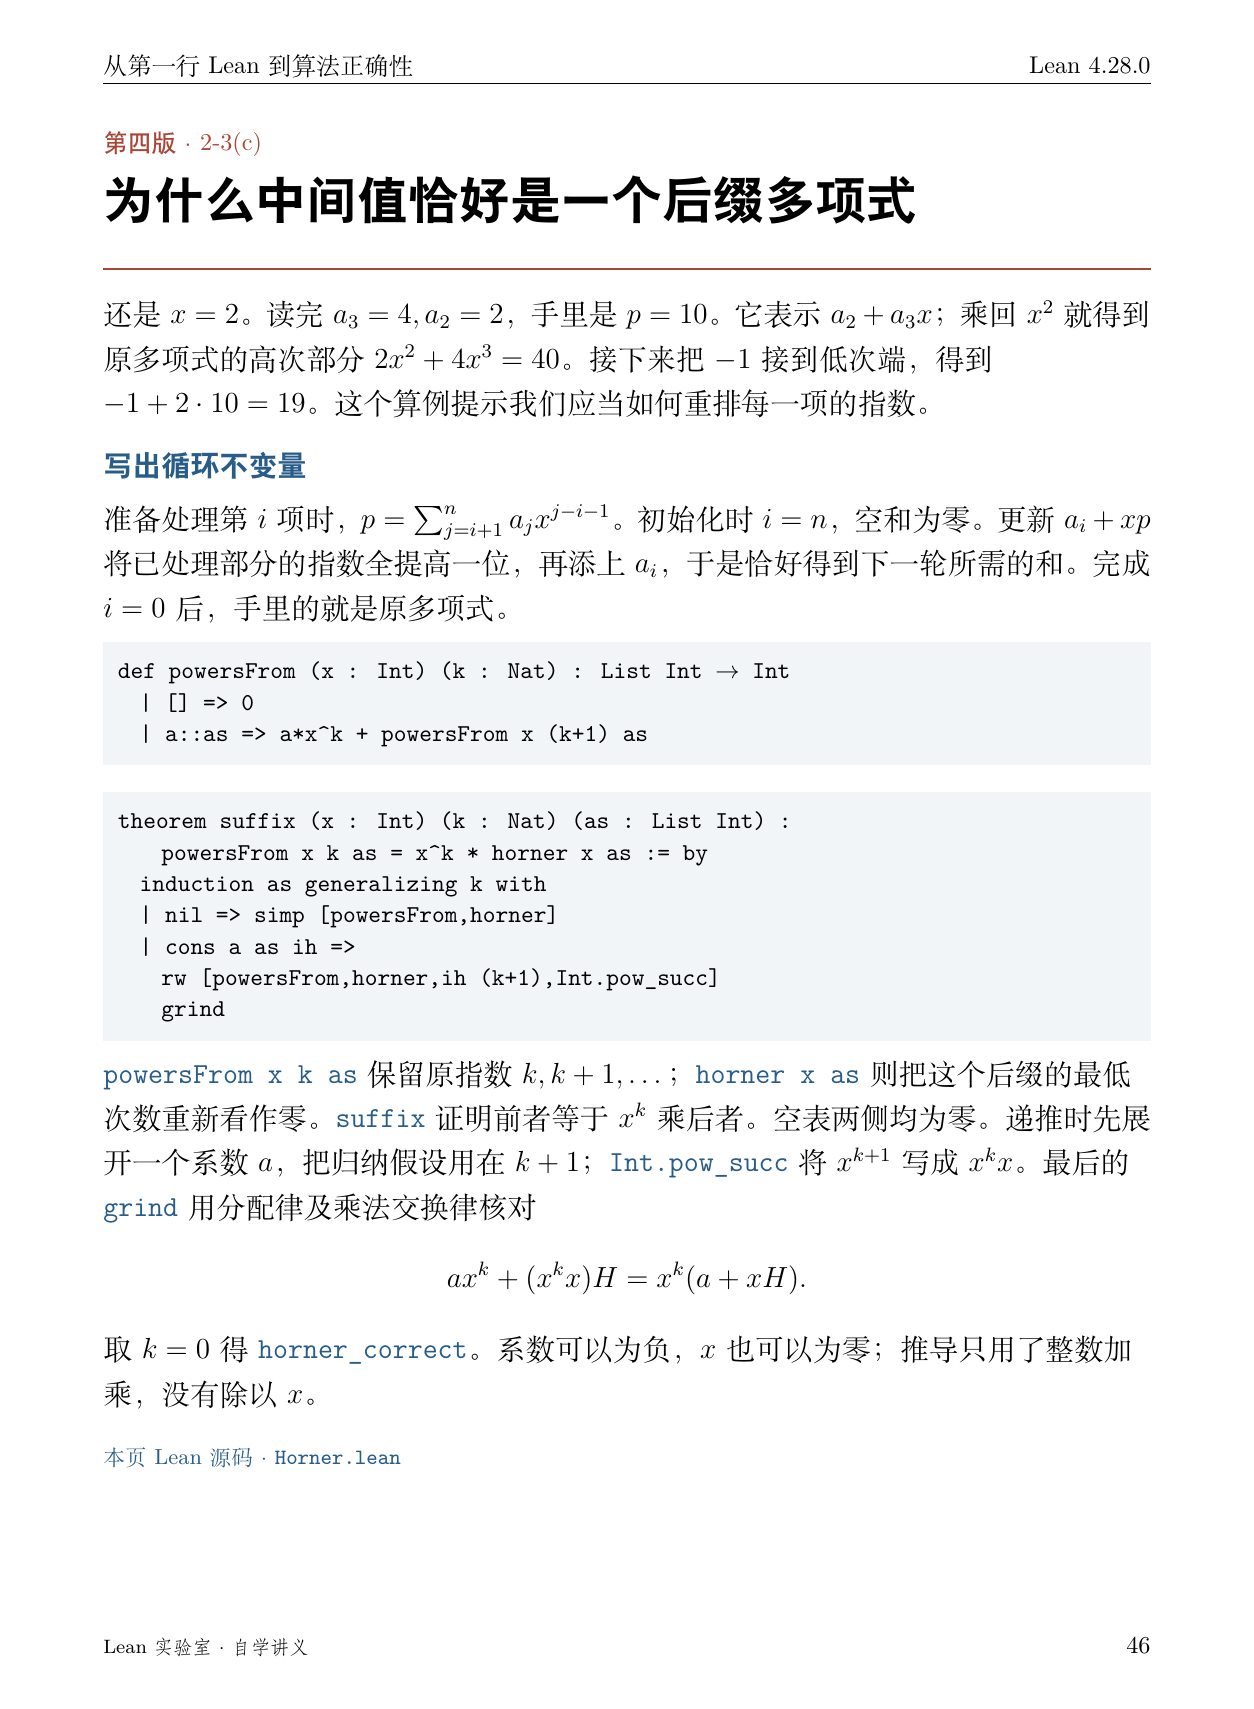 从第一行 Lean 到算法正确性 Lean 4.28.0
第四版 · 2-3(c)
为什么中间值恰好是一个后缀多项式
还是 x = 2。读完 a₃ = 4, a₂ = 2，手里是 p = 10。它表示 a₂ + a₃x；乘回 x² 就得到
原多项式的高次部分 2x² + 4x³ = 40。接下来把 −1 接到低次端，得到
−1 + 2 · 10 = 19。这个算例提示我们应当如何重排每一项的指数。
写出循环不变量
准备处理第 i 项时，p = ∑_{j=i+1}^{n} a_j x^{j−i−1}。初始化时 i = n，空和为零。更新 a_i + xp
将已处理部分的指数全提高一位，再添上 a_i，于是恰好得到下一轮所需的和。完成
i = 0 后，手里的就是原多项式。
def powersFrom (x : Int) (k : Nat) : List Int → Int
  | [] => 0
  | a::as => a*x^k + powersFrom x (k+1) as
theorem suffix (x : Int) (k : Nat) (as : List Int) :
    powersFrom x k as = x^k * horner x as := by
  induction as generalizing k with
  | nil => simp [powersFrom,horner]
  | cons a as ih =>
    rw [powersFrom,horner,ih (k+1),Int.pow_succ]
    grind
powersFrom x k as 保留原指数 k, k + 1, . . .；horner x as 则把这个后缀的最低
次数重新看作零。suffix 证明前者等于 x^k 乘后者。空表两侧均为零。递推时先展
开一个系数 a，把归纳假设用在 k + 1；Int.pow_succ 将 x^{k+1} 写成 x^k x。最后的
grind 用分配律及乘法交换律核对
ax^k + (x^k x)H = x^k(a + xH).
取 k = 0 得 horner_correct。系数可以为负，x 也可以为零；推导只用了整数加
乘，没有除以 x。
本页 Lean 源码 · Horner.lean
Lean 实验室 · 自学讲义 46